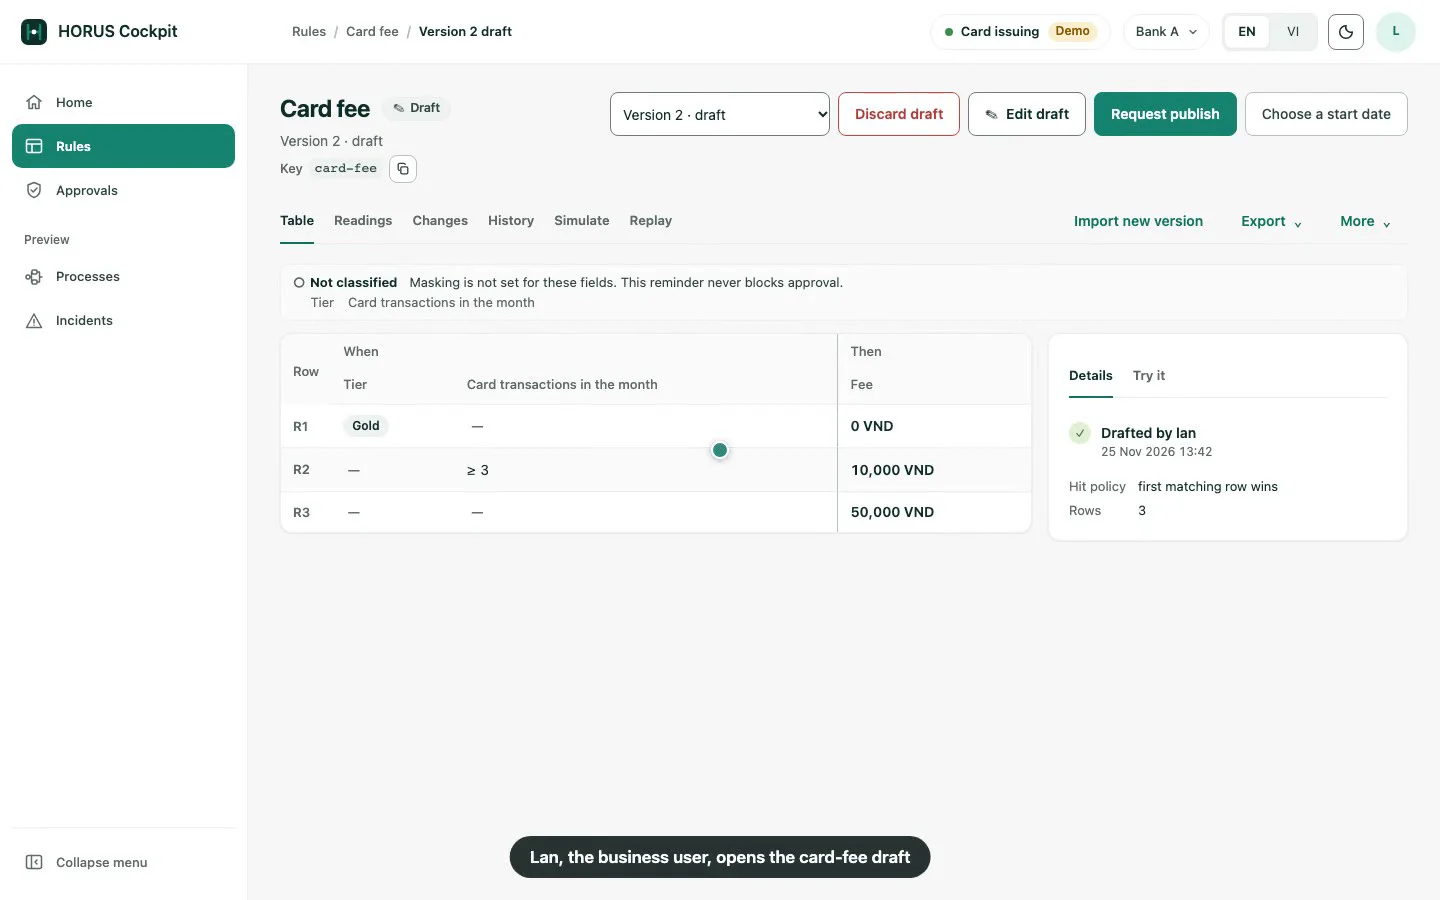 HORUS Cockpit
Rules / Card fee / Version 2 draft
Card issuing Demo
Bank A
EN VI
L
Home
Rules
Approvals
Preview
Processes
Incidents
Collapse menu
Card fee Draft
Version 2 · draft
Key card-fee
Version 2 · draft
Discard draft
Edit draft
Request publish
Choose a start date
Table Readings Changes History Simulate Replay
Import new version Export More
Not classified Masking is not set for these fields. This reminder never blocks approval.
Tier Card transactions in the month
Row When Then
Tier Card transactions in the month Fee
R1 Gold — 0 VND
R2 — ≥ 3 10,000 VND
R3 — — 50,000 VND
Details Try it
Drafted by lan
25 Nov 2026 13:42
Hit policy first matching row wins
Rows 3
Lan, the business user, opens the card-fee draft